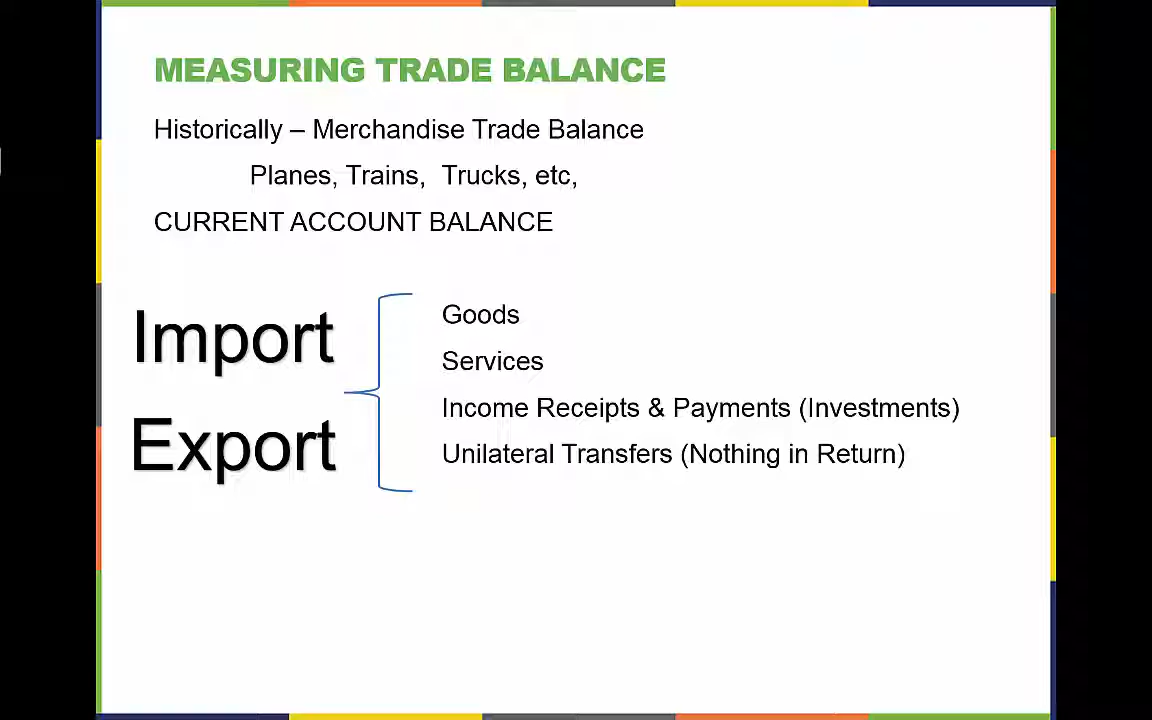 MEASURING TRADE BALANCE
Historically – Merchandise Trade Balance
Planes, Trains, Trucks, etc,
CURRENT ACCOUNT BALANCE
Import
Export
Goods
Services
Income Receipts & Payments (Investments)
Unilateral Transfers (Nothing in Return)